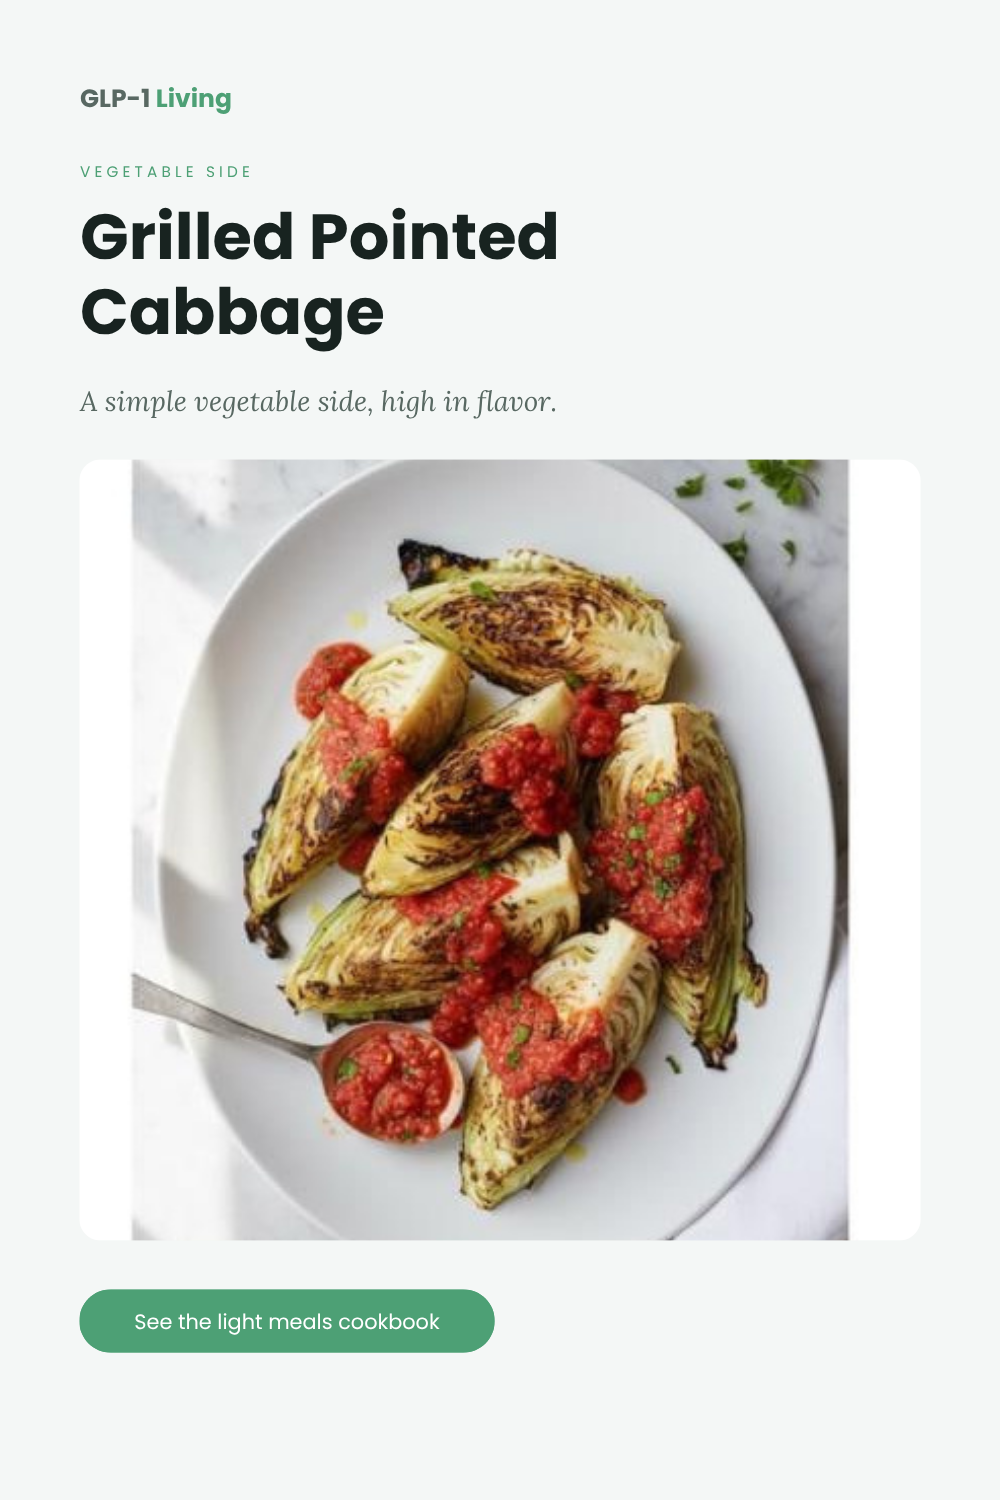 GLP-1 Living
VEGETABLE SIDE
Grilled Pointed
Cabbage
A simple vegetable side, high in flavor.
See the light meals cookbook